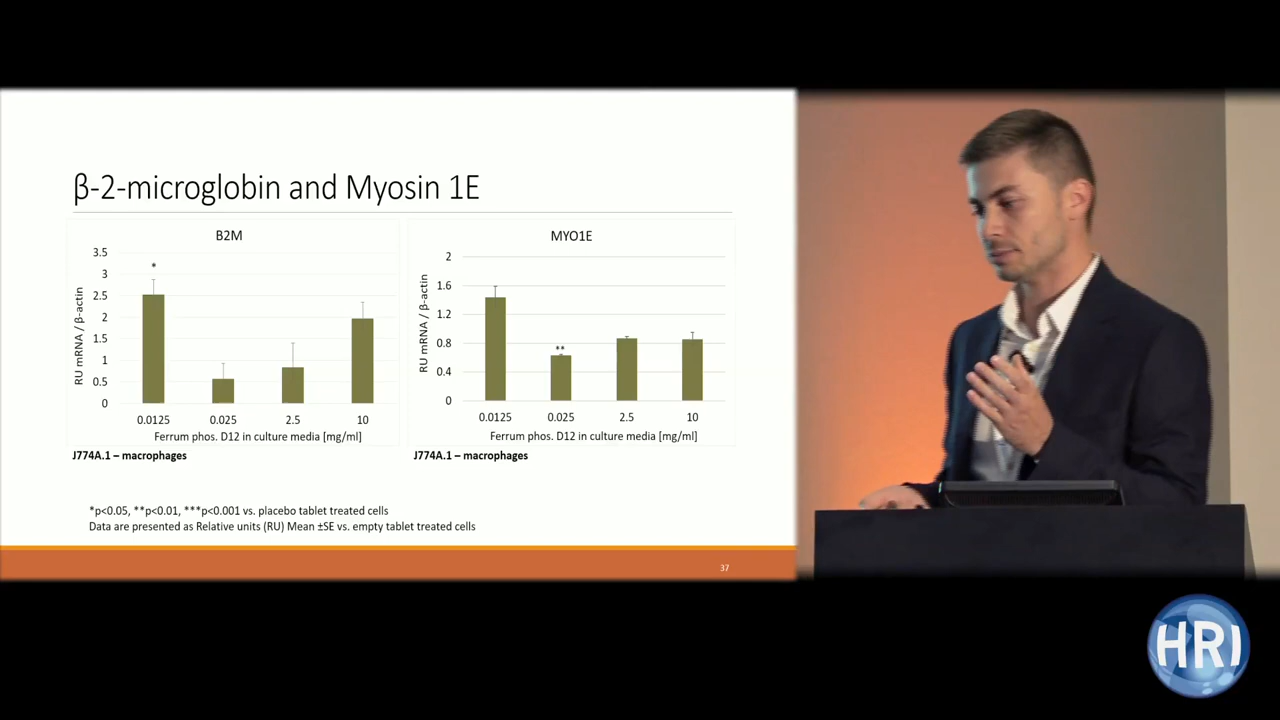 β-2-microglobin and Myosin 1E
B2M
3.5
3
2.5
2
1.5
1
0.5
0
RU mRNA / β-actin
*
0.0125 0.025 2.5 10
Ferrum phos. D12 in culture media [mg/ml]
J774A.1 – macrophages
MYO1E
2
1.6
1.2
0.8
0.4
0
RU mRNA / β-actin
**
0.0125 0.025 2.5 10
Ferrum phos. D12 in culture media [mg/ml]
J774A.1 – macrophages
*p<0.05, **p<0.01, ***p<0.001 vs. placebo tablet treated cells
Data are presented as Relative units (RU) Mean ±SE vs. empty tablet treated cells
37
HRI